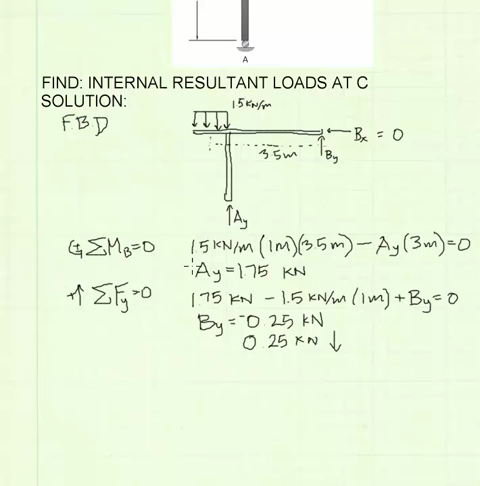 A
FIND: INTERNAL RESULTANT LOADS AT C
SOLUTION:
1.5 KN/m
F.B.D
Bx = 0
3.5m
By
Ay
↺+ ΣM_B=0 1.5 KN/m (1m)(3.5m) - Ay(3m)=0
∴ Ay = 1.75 KN
+↑ ΣFy=0 1.75 KN - 1.5 KN/m (1m) + By=0
By = -0.25 KN
0.25 KN ↓